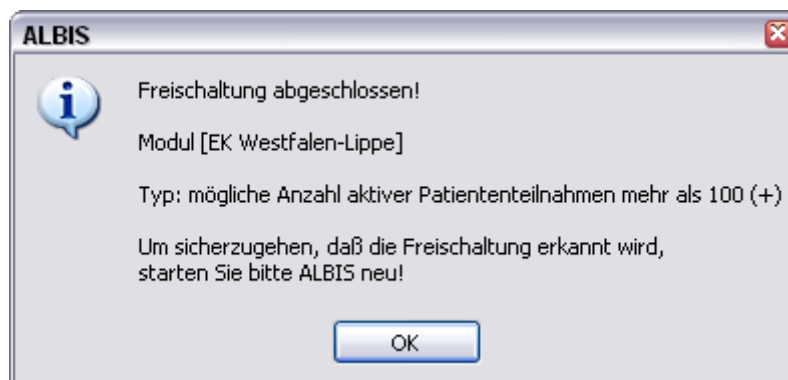 ALBIS
Freischaltung abgeschlossen!
Modul [EK Westfalen-Lippe]
Typ: mögliche Anzahl aktiver Patiententeilnahmen mehr als 100 (+)
Um sicherzugehen, daß die Freischaltung erkannt wird,
starten Sie bitte ALBIS neu!
OK